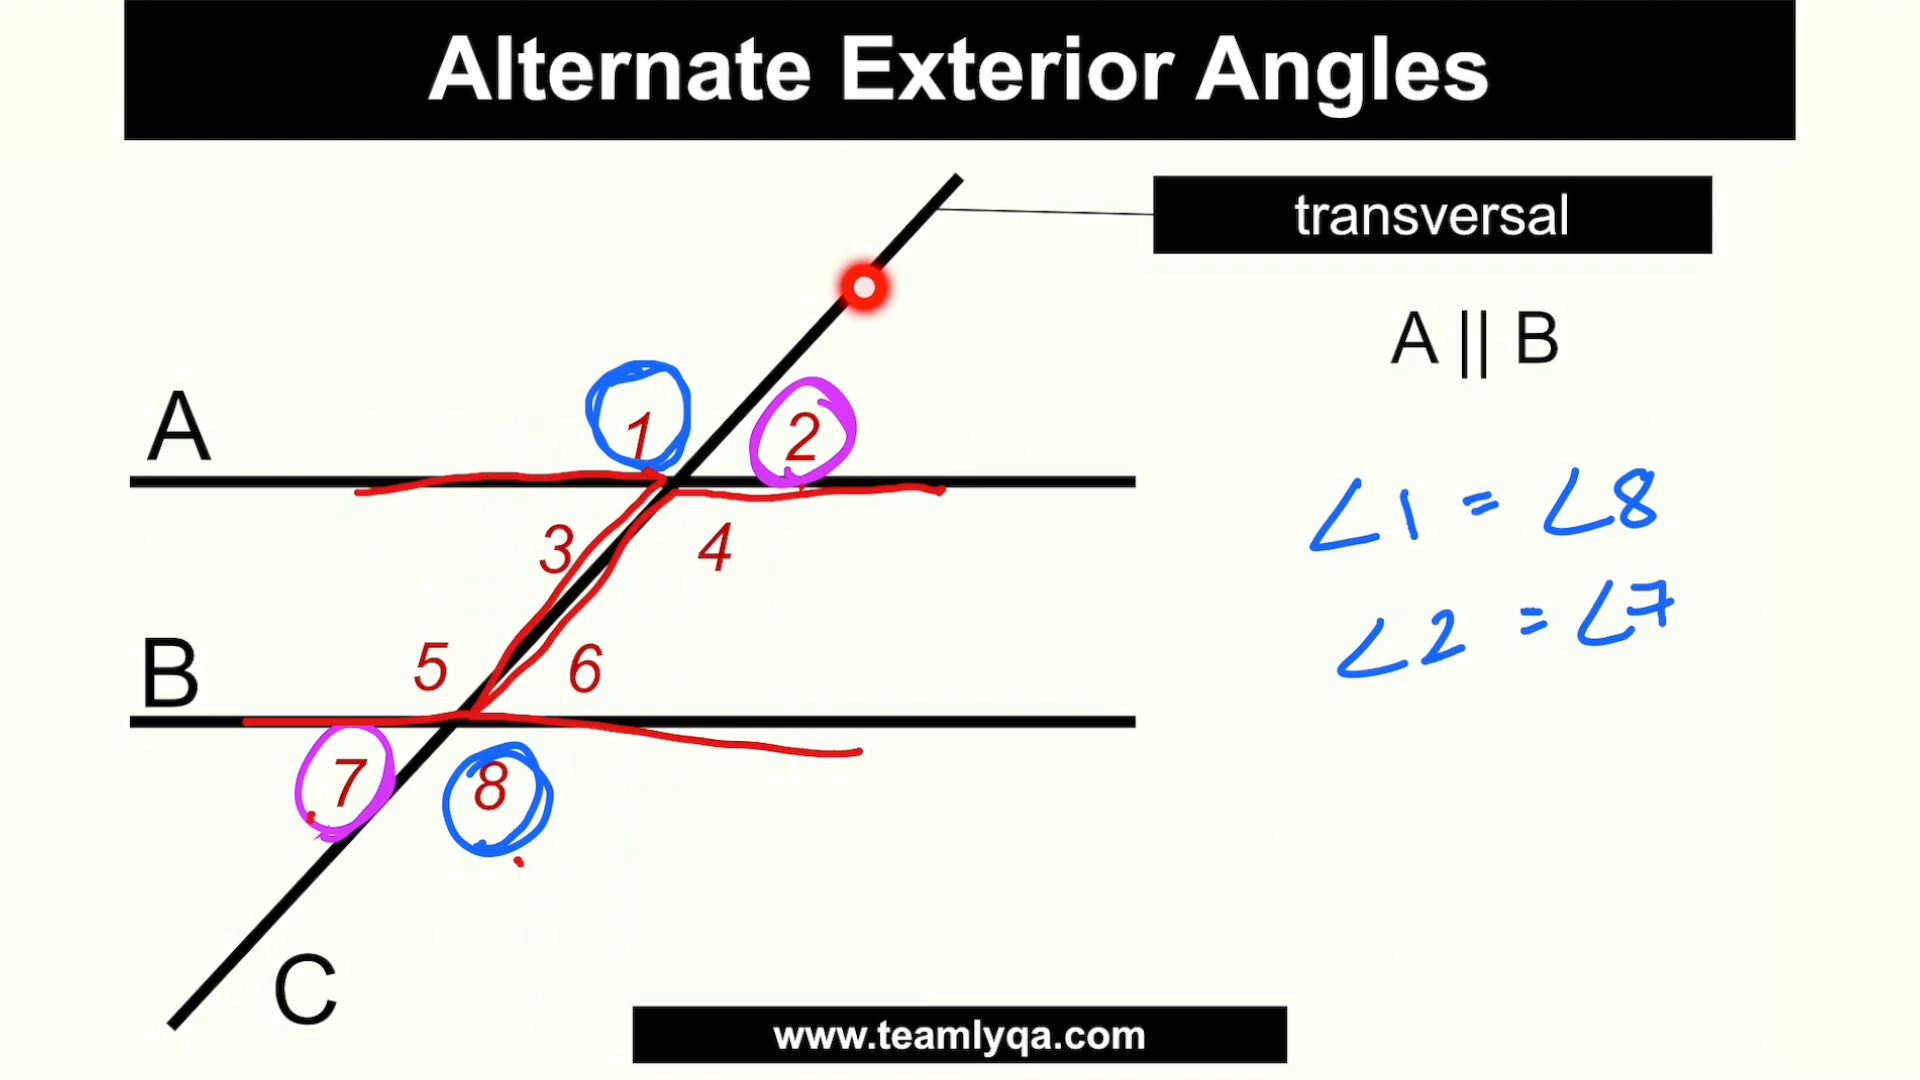 Alternate Exterior Angles
transversal
A || B
A
1
2
∠1 = ∠8
3
4
∠2 = ∠7
B
5
6
7
8
C
www.teamlyqa.com